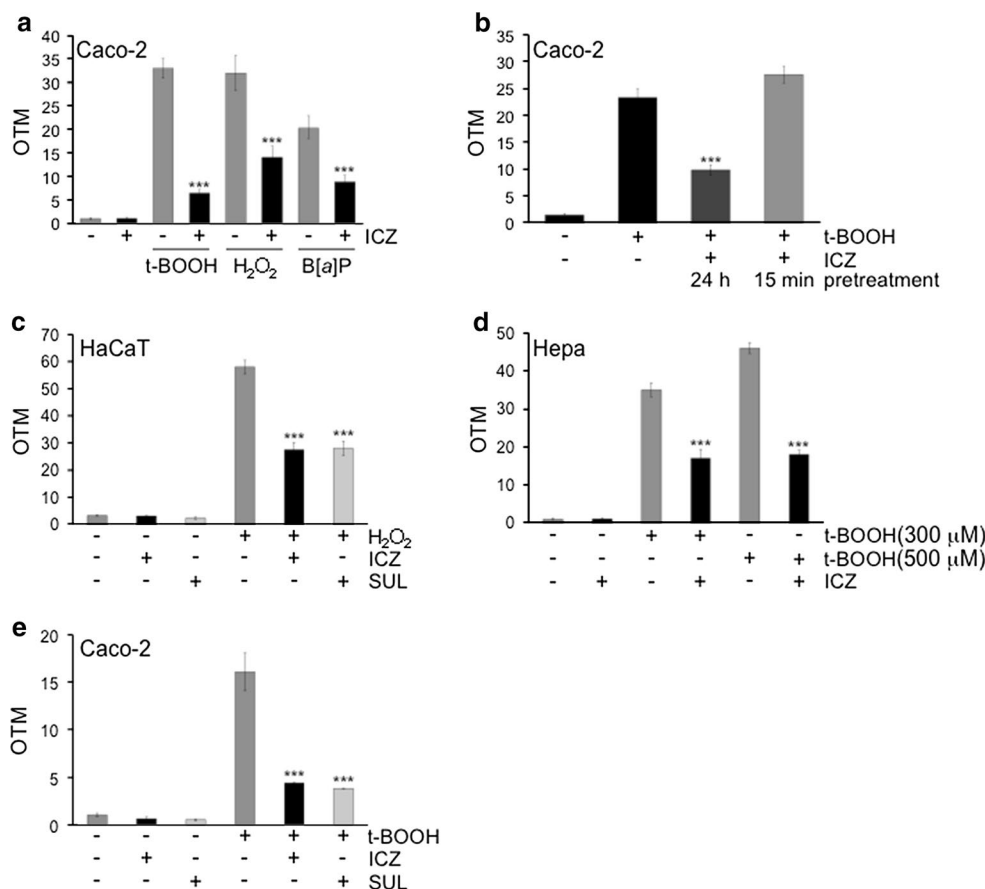 a
Caco-2
OTM
40
35
30
25
20
15
10
5
0
*** *** ***
- + - + - + - + ICZ
t-BOOH H₂O₂ B[a]P
b
Caco-2
OTM
35
30
25
20
15
10
5
0
***
- + + + t-BOOH
- - + + ICZ
24 h 15 min pretreatment
c
HaCaT
OTM
70
60
50
40
30
20
10
0
*** ***
- - - + + + H₂O₂
- + - - + - ICZ
- - + - - + SUL
d
Hepa
OTM
50
40
30
20
10
0
*** ***
- - + + - - t-BOOH(300 μM)
- - - - + + t-BOOH(500 μM)
- + - + - + ICZ
e
Caco-2
OTM
20
15
10
5
0
*** ***
- - - + + + t-BOOH
- + - - + - ICZ
- - + - - + SUL